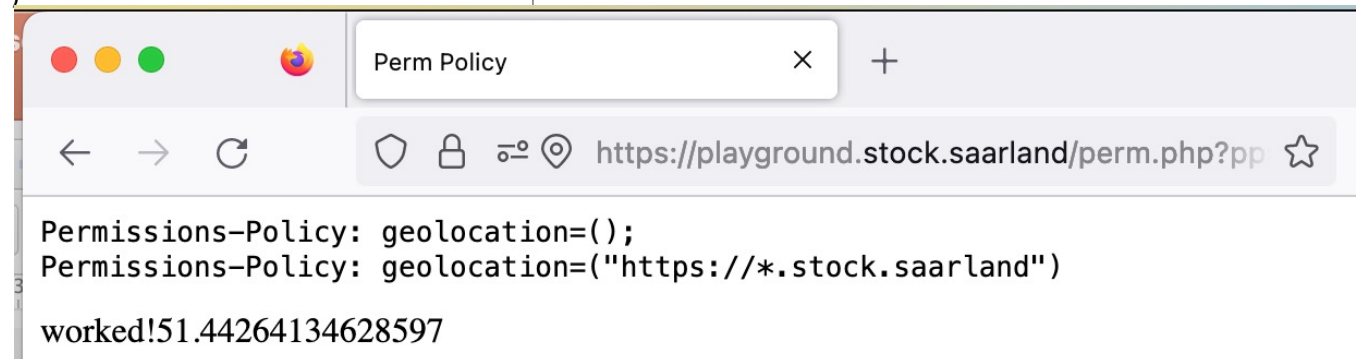 Perm Policy
https://playground.stock.saarland/perm.php?pp
Permissions-Policy: geolocation=();
Permissions-Policy: geolocation=("https://*.stock.saarland")
worked!51.44264134628597